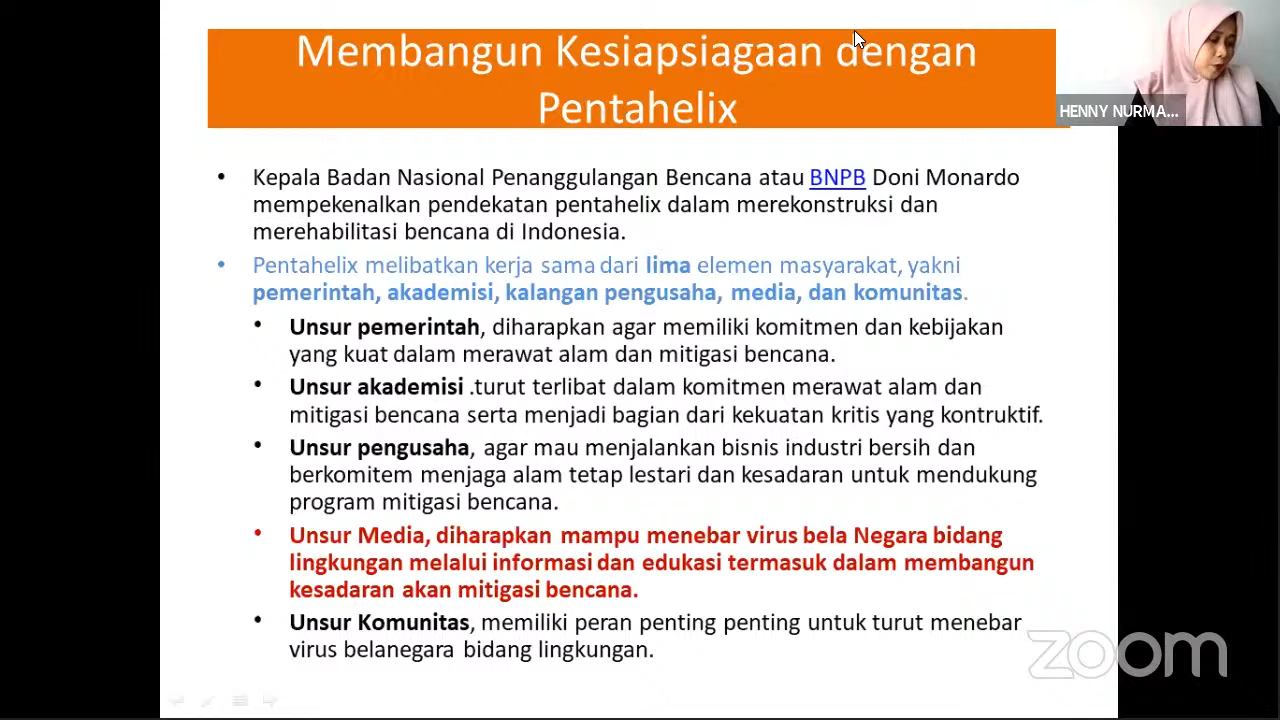 Membangun Kesiapsiagaan dengan
Pentahelix
HENNY NURMA...
• Kepala Badan Nasional Penanggulangan Bencana atau BNPB Doni Monardo
mempekenalkan pendekatan pentahelix dalam merekonstruksi dan
merehabilitasi bencana di Indonesia.
• Pentahelix melibatkan kerja sama dari lima elemen masyarakat, yakni
pemerintah, akademisi, kalangan pengusaha, media, dan komunitas.
• Unsur pemerintah, diharapkan agar memiliki komitmen dan kebijakan
yang kuat dalam merawat alam dan mitigasi bencana.
• Unsur akademisi .turut terlibat dalam komitmen merawat alam dan
mitigasi bencana serta menjadi bagian dari kekuatan kritis yang kontruktif.
• Unsur pengusaha, agar mau menjalankan bisnis industri bersih dan
berkomitem menjaga alam tetap lestari dan kesadaran untuk mendukung
program mitigasi bencana.
• Unsur Media, diharapkan mampu menebar virus bela Negara bidang
lingkungan melalui informasi dan edukasi termasuk dalam membangun
kesadaran akan mitigasi bencana.
• Unsur Komunitas, memiliki peran penting penting untuk turut menebar
virus belanegara bidang lingkungan.
zoom